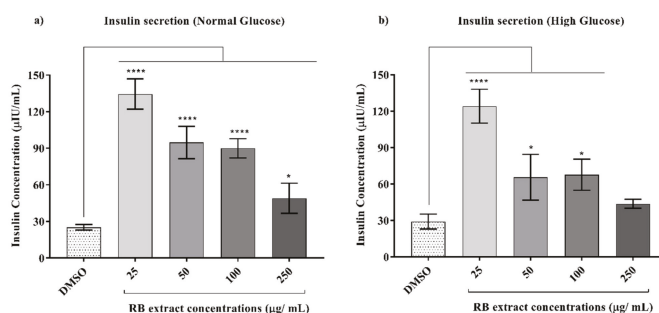 a)
Insulin secretion (Normal Glucose)
Insulin Concentration (µIU/mL)
150
120
90
60
30
0
****
****
****
*
DMSO
25
50
100
250
RB extract concentrations (µg/ mL)
b)
Insulin secretion (High Glucose)
Insulin Concentration (µIU/mL)
150
120
90
60
30
0
****
*
*
DMSO
25
50
100
250
RB extract concentrations (µg/ mL)